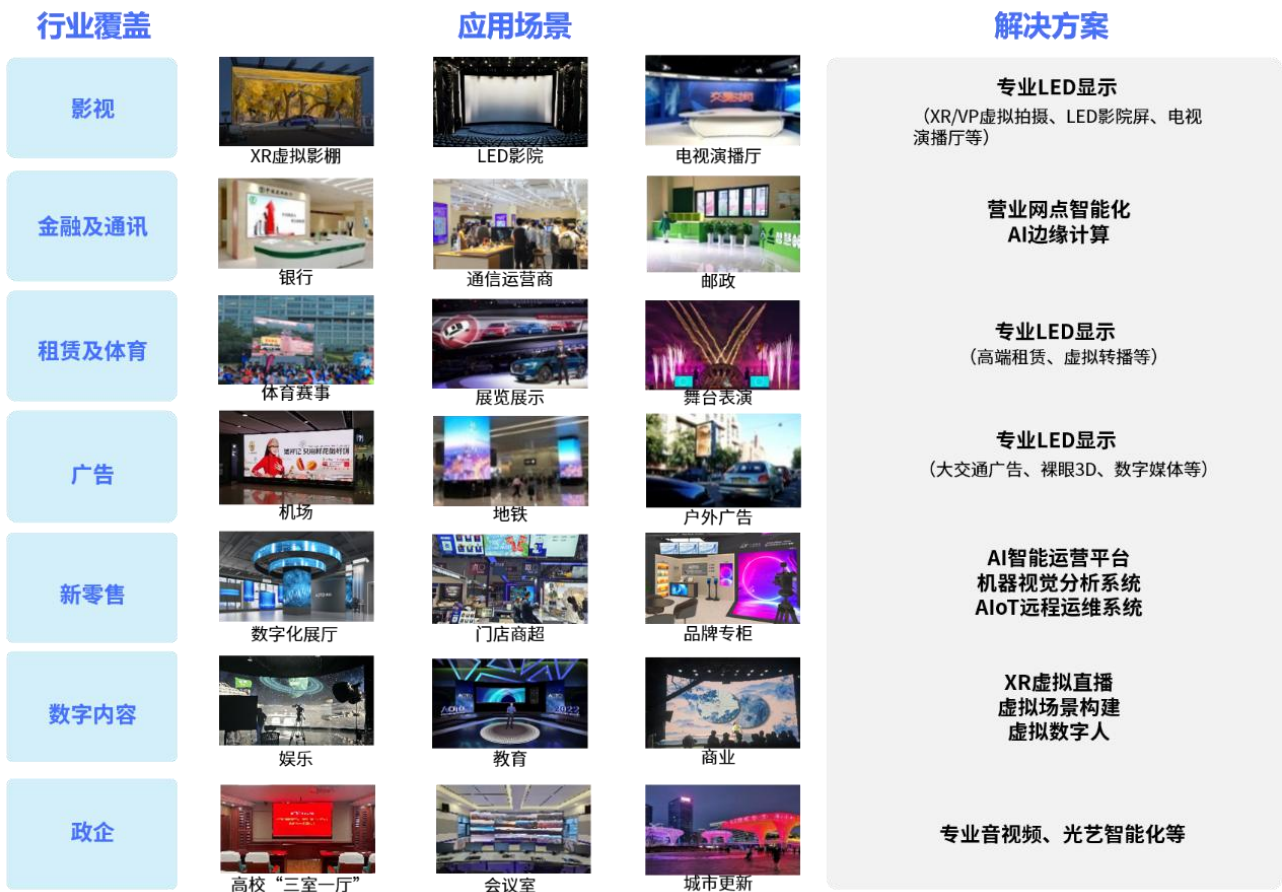 行业覆盖
应用场景
解决方案
影视
XR虚拟影棚
LED影院
电视演播厅
专业LED显示
（XR/VP虚拟拍摄、LED影院屏、电视
演播厅等）
金融及通讯
银行
通信运营商
邮政
营业网点智能化
AI边缘计算
租赁及体育
体育赛事
展览展示
舞台表演
专业LED显示
（高端租赁、虚拟转播等）
广告
机场
地铁
户外广告
专业LED显示
（大交通广告、裸眼3D、数字媒体等）
新零售
数字化展厅
门店商超
品牌专柜
AI智能运营平台
机器视觉分析系统
AIoT远程运维系统
数字内容
娱乐
教育
商业
XR虚拟直播
虚拟场景构建
虚拟数字人
政企
高校“三室一厅”
会议室
城市更新
专业音视频、光艺智能化等